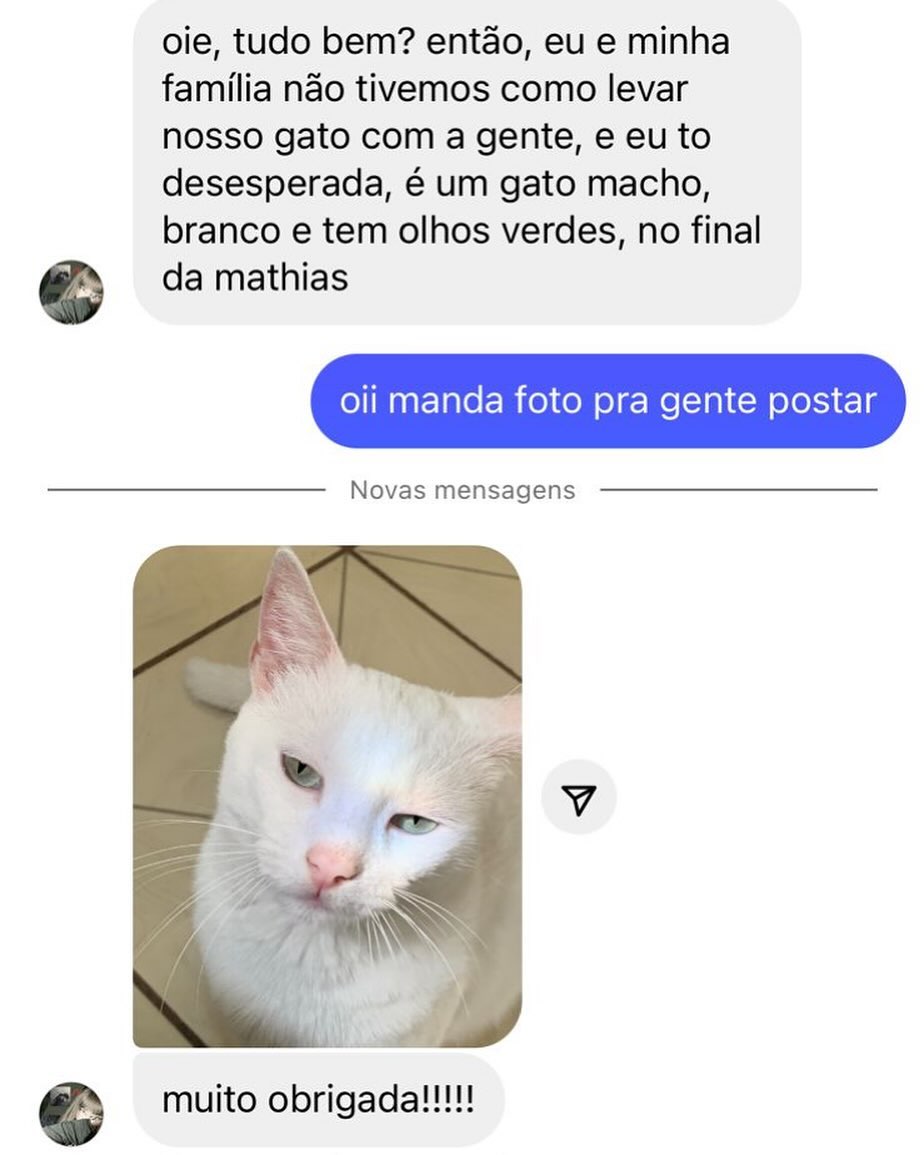 oie, tudo bem? então, eu e minha
família não tivemos como levar
nosso gato com a gente, e eu to
desesperada, é um gato macho,
branco e tem olhos verdes, no final
da mathias
oii manda foto pra gente postar
Novas mensagens
muito obrigada!!!!!